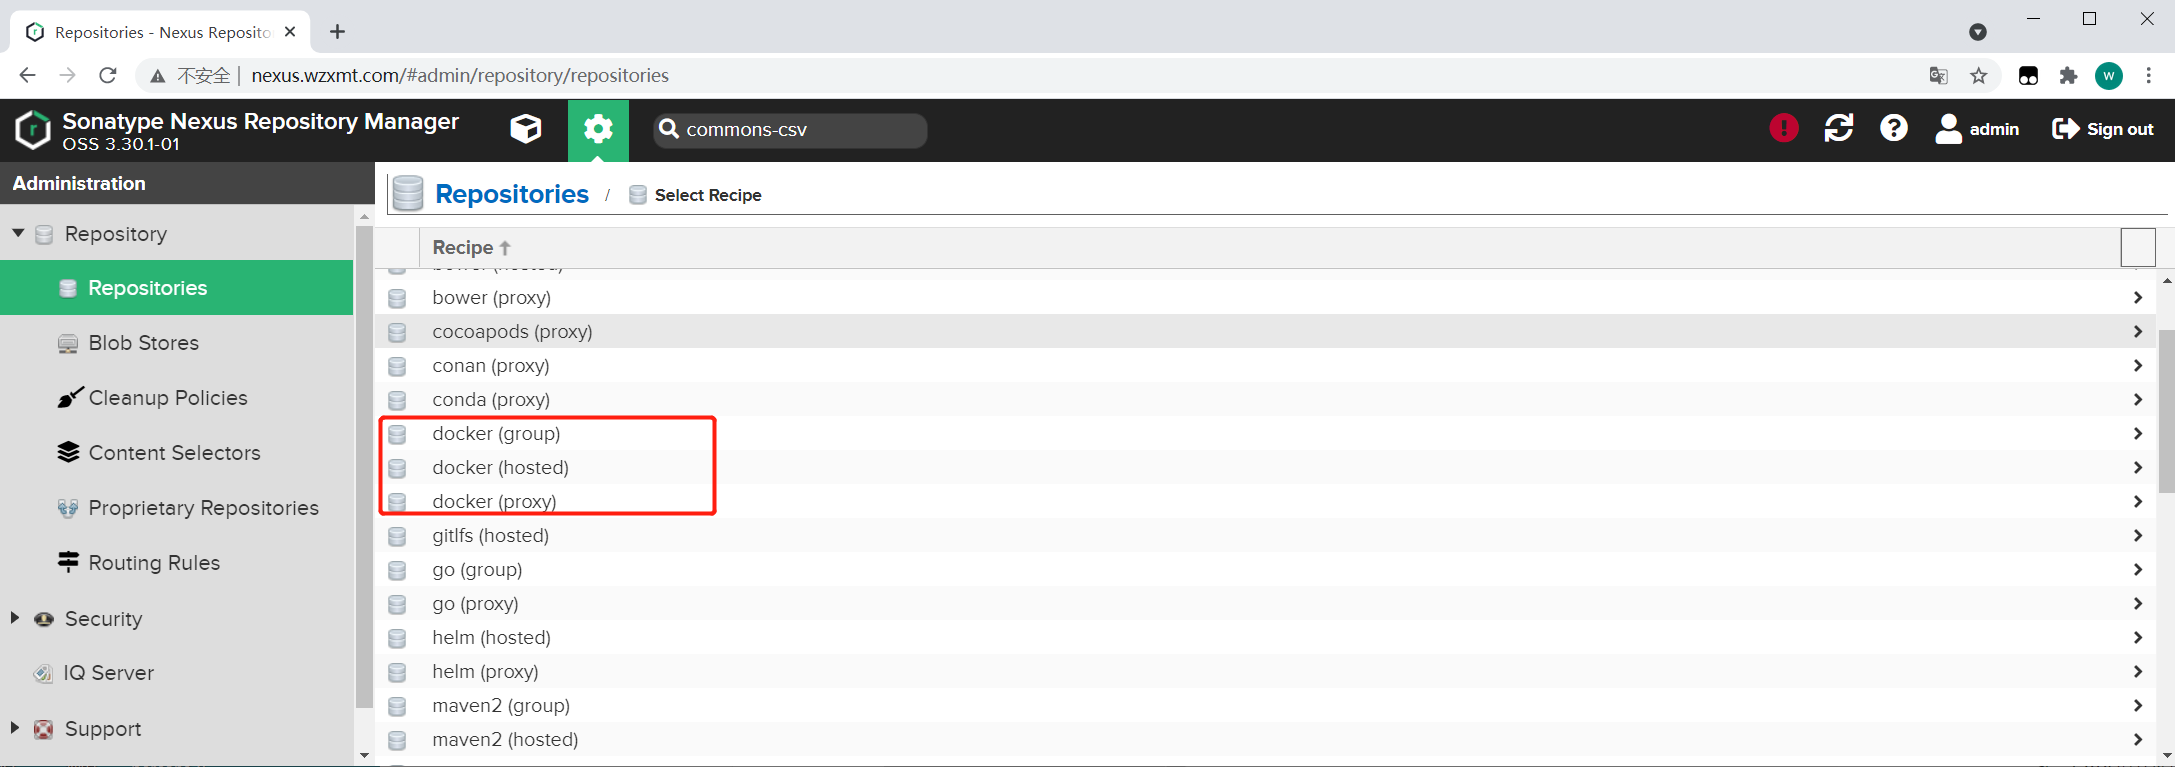 Repositories - Nexus Reposito
不安全 | nexus.wzxmt.com/#admin/repository/repositories
W
Sonatype Nexus Repository Manager
OSS 3.30.1-01
commons-csv
admin
Sign out
Administration
Repositories / Select Recipe
Repository
Repositories
Blob Stores
Cleanup Policies
Content Selectors
Proprietary Repositories
Routing Rules
Security
IQ Server
Support
Recipe
bower (hosted)
bower (proxy)
cocoapods (proxy)
conan (proxy)
conda (proxy)
docker (group)
docker (hosted)
docker (proxy)
gitlfs (hosted)
go (group)
go (proxy)
helm (hosted)
helm (proxy)
maven2 (group)
maven2 (hosted)